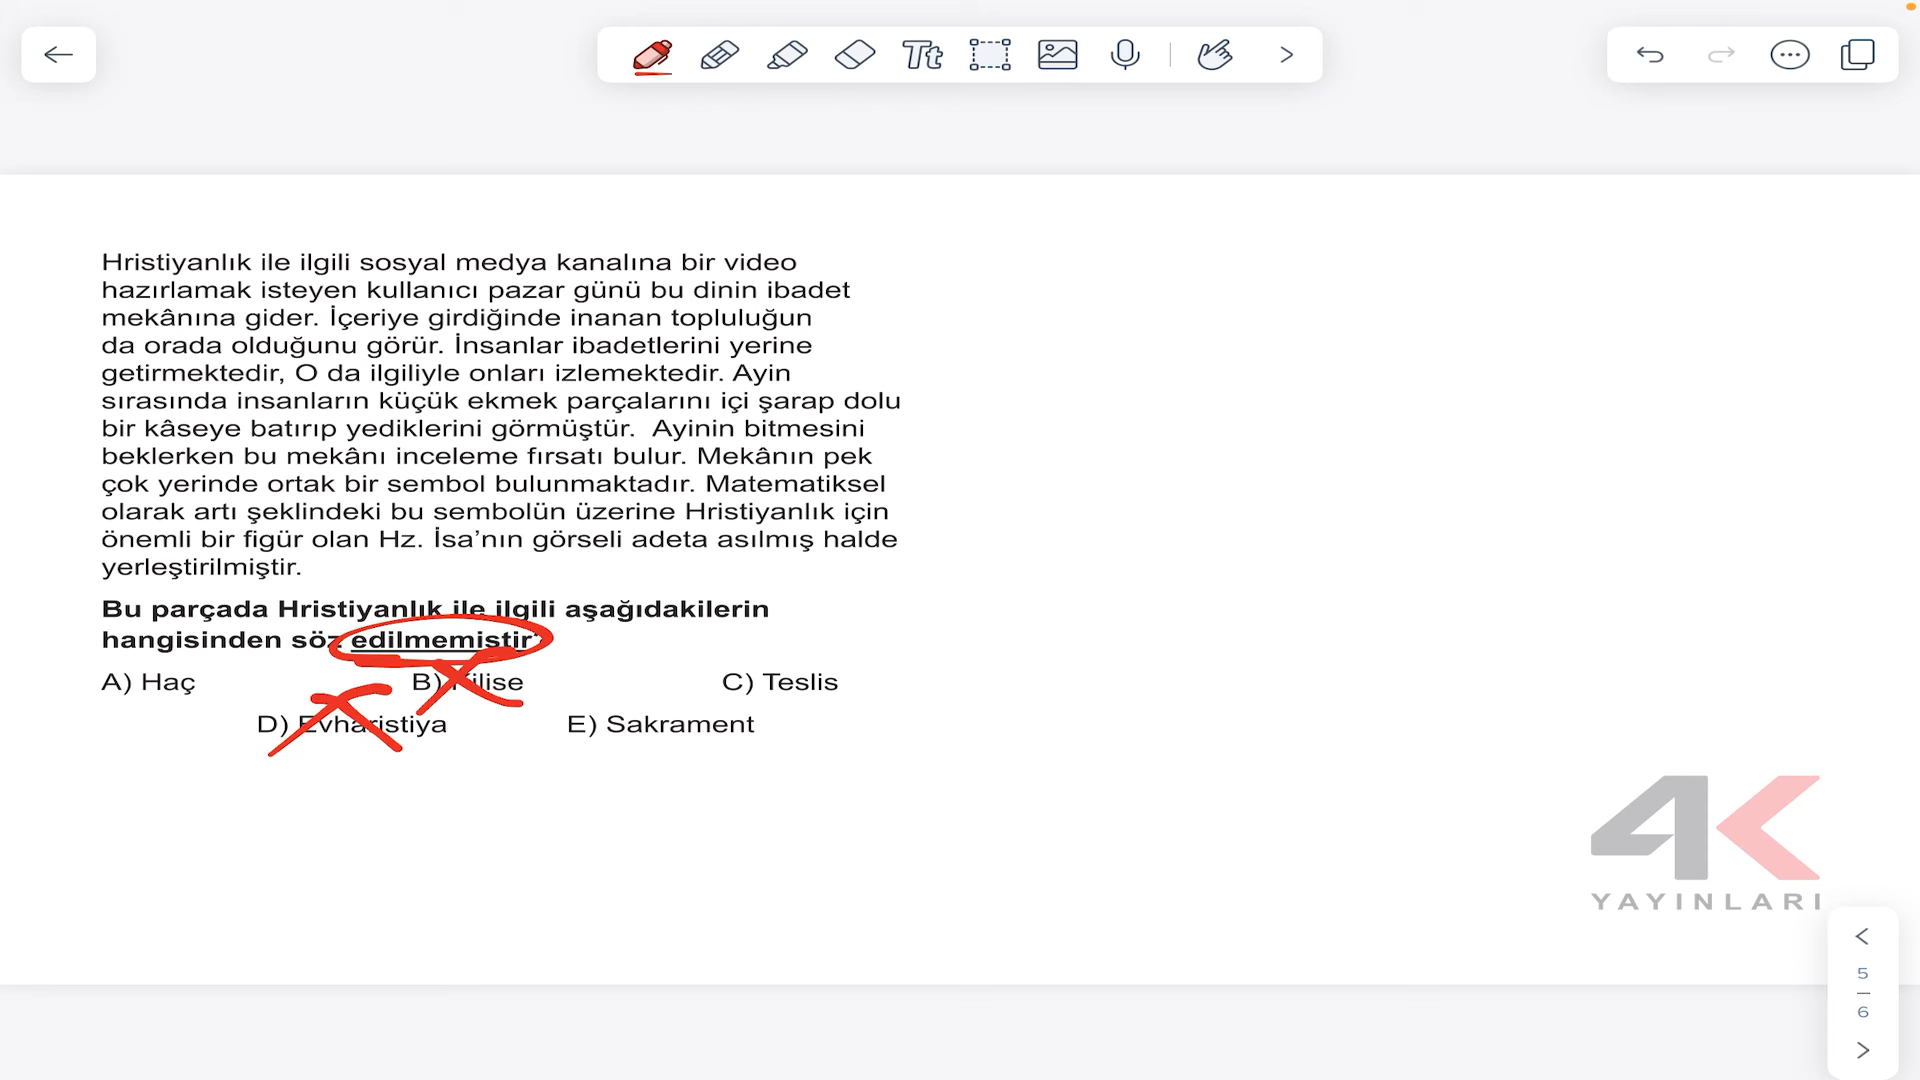 Tt
Hristiyanlık ile ilgili sosyal medya kanalına bir video
hazırlamak isteyen kullanıcı pazar günü bu dinin ibadet
mekânına gider. İçeriye girdiğinde inanan topluluğun
da orada olduğunu görür. İnsanlar ibadetlerini yerine
getirmektedir, O da ilgiliyle onları izlemektedir. Ayin
sırasında insanların küçük ekmek parçalarını içi şarap dolu
bir kâseye batırıp yediklerini görmüştür. Ayinin bitmesini
beklerken bu mekânı inceleme fırsatı bulur. Mekânın pek
çok yerinde ortak bir sembol bulunmaktadır. Matematiksel
olarak artı şeklindeki bu sembolün üzerine Hristiyanlık için
önemli bir figür olan Hz. İsa’nın görseli adeta asılmış halde
yerleştirilmiştir.
Bu parçada Hristiyanlık ile ilgili aşağıdakilerin
hangisinden söz edilmemiştir?
A) Haç B) Kilise C) Teslis
D) Evharistiya E) Sakrament
4K
YAYINLARI
5
6